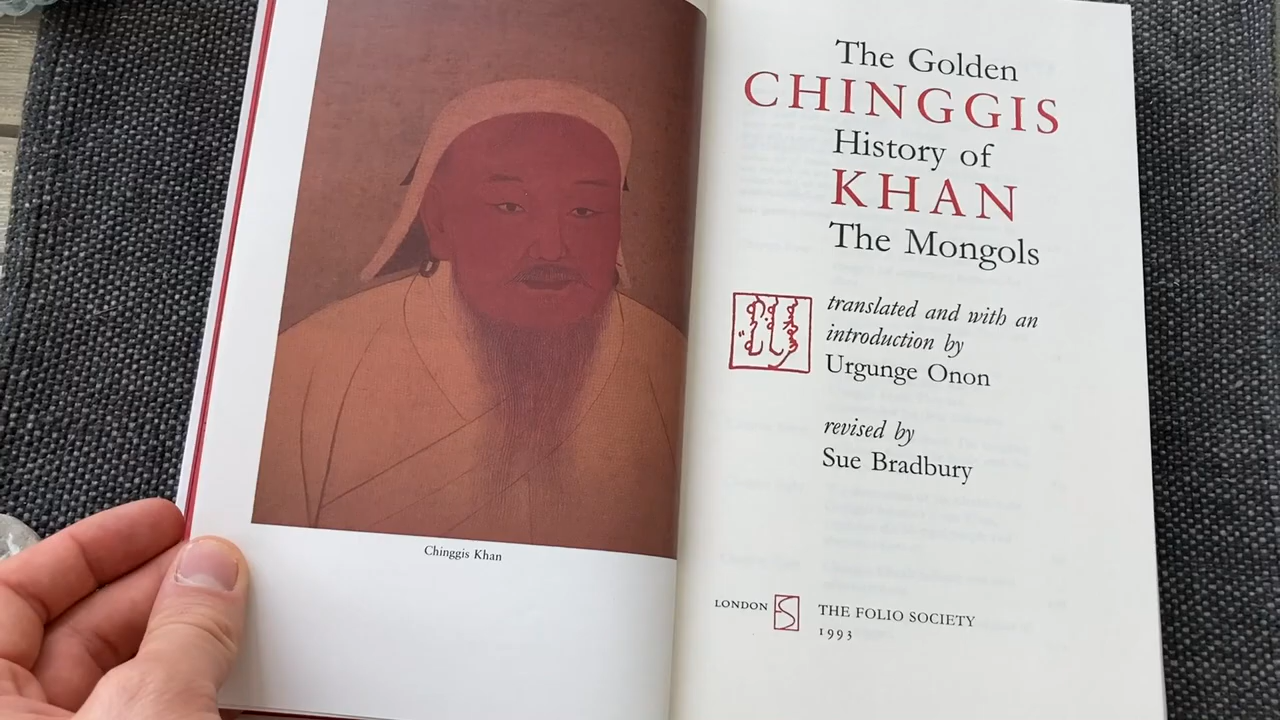 Chinggis Khan
The Golden
CHINGGIS
History of
KHAN
The Mongols
translated and with an
introduction by
Urgunge Onon
revised by
Sue Bradbury
LONDON THE FOLIO SOCIETY
1993